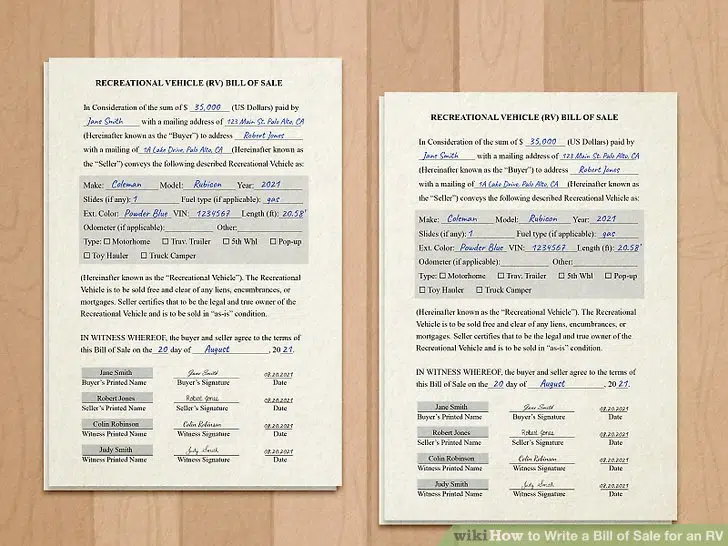 RECREATIONAL VEHICLE (RV) BILL OF SALE
In Consideration of the sum of $ 35,000 (US Dollars) paid by
Jane Smith with a mailing address of 123 Main St. Palo Alto, CA
(Hereinafter known as the “Buyer”) to address Robert Jones
with a mailing of 1A Lake Drive, Palo Alto, CA (Hereinafter known as
the “Seller”) conveys the following described Recreational Vehicle as:
Make: Coleman Model: Rubicon Year: 2021
Slides (if any): 1 Fuel type (if applicable): gas
Ext. Color: Powder Blue VIN: 1234567 Length (ft): 20.58'
Odometer (if applicable): Other:
Type: ☐ Motorhome ☐ Trav. Trailer ☐ 5th Whl ☐ Pop-up
☐ Toy Hauler ☐ Truck Camper
(Hereinafter known as the “Recreational Vehicle”). The Recreational
Vehicle is to be sold free and clear of any liens, encumbrances, or
mortgages. Seller certifies that to be the legal and true owner of the
Recreational Vehicle and is to be sold in “as-is” condition.
IN WITNESS WHEREOF, the buyer and seller agree to the terms of
this Bill of Sale on the 20 day of August, 2021.
Jane Smith Jane Smith 08.20.2021
Buyer's Printed Name Buyer's Signature Date
Robert Jones Robert Jones 08.20.2021
Seller's Printed Name Seller's Signature Date
Colin Robinson Colin Robinson 08.20.2021
Witness Printed Name Witness Signature Date
Judy Smith Judy Smith 08.20.2021
Witness Printed Name Witness Signature Date
RECREATIONAL VEHICLE (RV) BILL OF SALE
In Consideration of the sum of $ 35,000 (US Dollars) paid by
Jane Smith with a mailing address of 123 Main St. Palo Alto, CA
(Hereinafter known as the “Buyer”) to address Robert Jones
with a mailing of 1A Lake Drive, Palo Alto, CA (Hereinafter known as
the “Seller”) conveys the following described Recreational Vehicle as:
Make: Coleman Model: Rubicon Year: 2021
Slides (if any): 1 Fuel type (if applicable): gas
Ext. Color: Powder Blue VIN: 1234567 Length (ft): 20.58'
Odometer (if applicable): Other:
Type: ☐ Motorhome ☐ Trav. Trailer ☐ 5th Whl ☐ Pop-up
☐ Toy Hauler ☐ Truck Camper
(Hereinafter known as the “Recreational Vehicle”). The Recreational
Vehicle is to be sold free and clear of any liens, encumbrances, or
mortgages. Seller certifies that to be the legal and true owner of the
Recreational Vehicle and is to be sold in “as-is” condition.
IN WITNESS WHEREOF, the buyer and seller agree to the terms of
this Bill of Sale on the 20 day of August, 2021.
Jane Smith Jane Smith 08.20.2021
Buyer's Printed Name Buyer's Signature Date
Robert Jones Robert Jones 08.20.2021
Seller's Printed Name Seller's Signature Date
Colin Robinson Colin Robinson 08.20.2021
Witness Printed Name Witness Signature Date
Judy Smith Judy Smith 08.20.2021
Witness Printed Name Witness Signature Date
wikiHow to Write a Bill of Sale for an RV